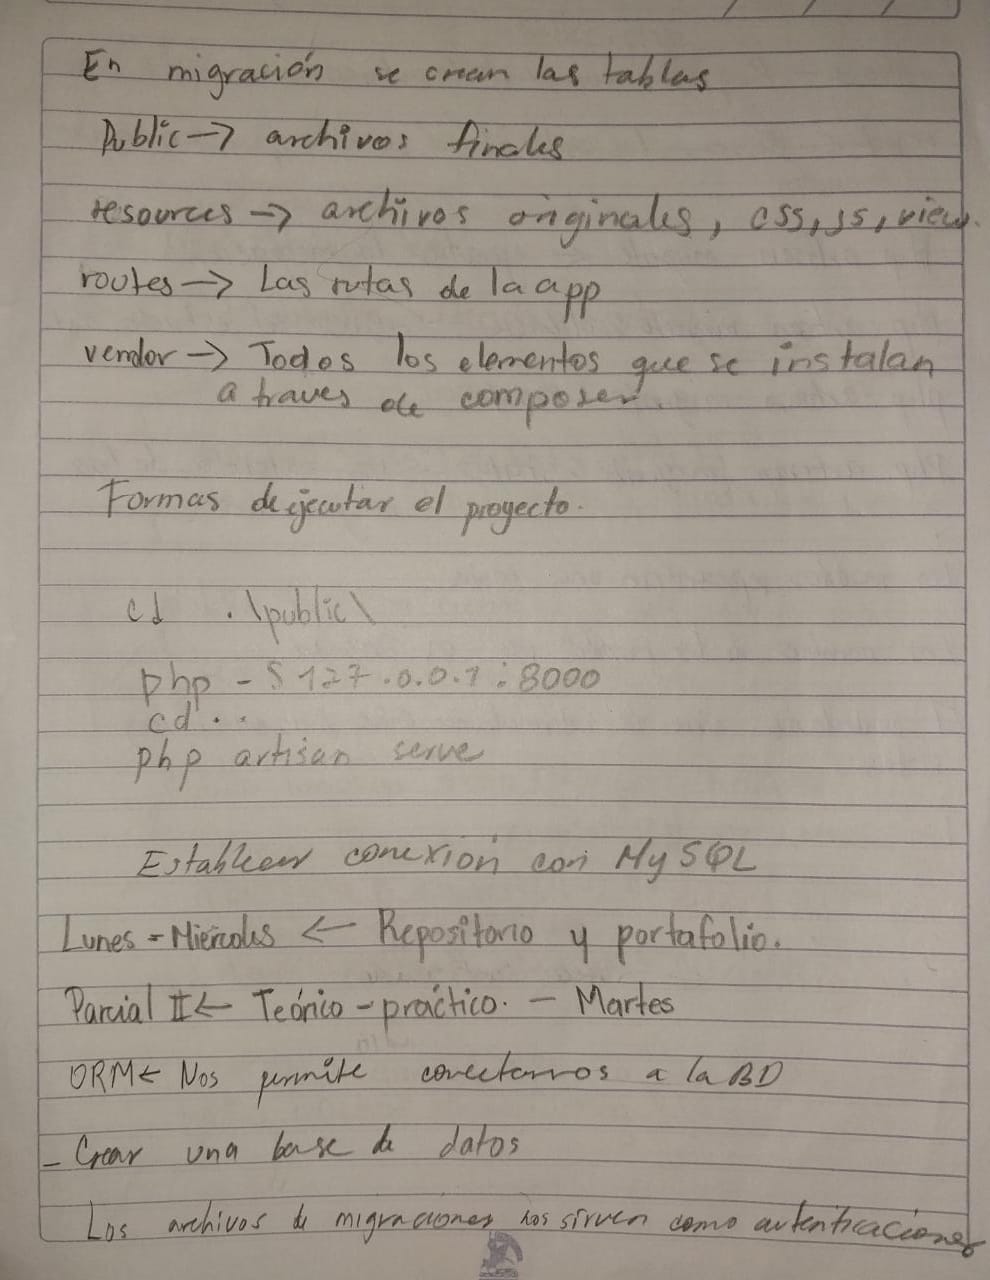 En migración se crean las tablas
Public → archivos finales
resources → archivos originales, css, js, view.
routes → Las rutas de la app
vendor → Todos los elementos que se instalan
a traves de composer.
Formas de ejecutar el proyecto.
cd .\public\
php -S 127.0.0.1:8000
cd..
php artisan serve
Establecer conexión con MySQL
Lunes - Miércoles ← Repositorio y portafolio.
Parcial II ← Teórico - práctico. - Martes
ORM ← Nos permite conectarnos a la BD
- Crear una base de datos
Los archivos de migraciones nos sirven como autenticaciones